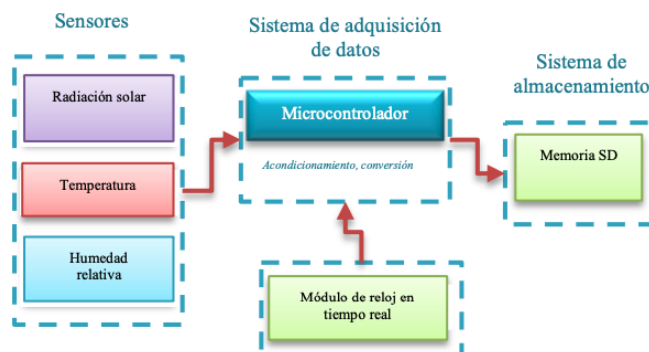 Sensores
Radiación solar
Temperatura
Humedad
relativa
Sistema de adquisición
de datos
Microcontrolador
Acondicionamiento, conversión
Módulo de reloj en
tiempo real
Sistema de
almacenamiento
Memoria SD